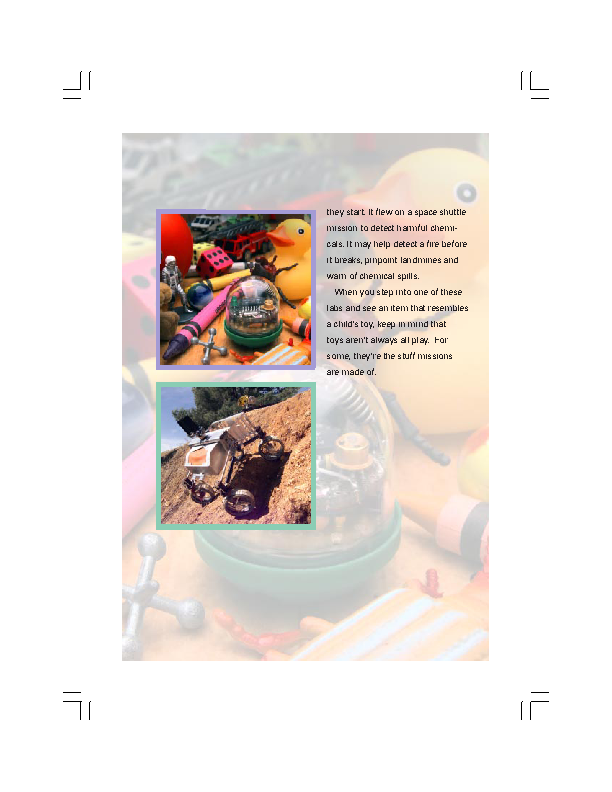 they start. It flew on a space shuttle
mission to detect harmful chemi-
cals. It may help detect a fire before
it breaks, pinpoint landmines and
warn of chemical spills.
When you step into one of these
labs and see an item that resembles
a child's toy, keep in mind that
toys aren't always all play. For
some, they're the stuff missions
are made of.